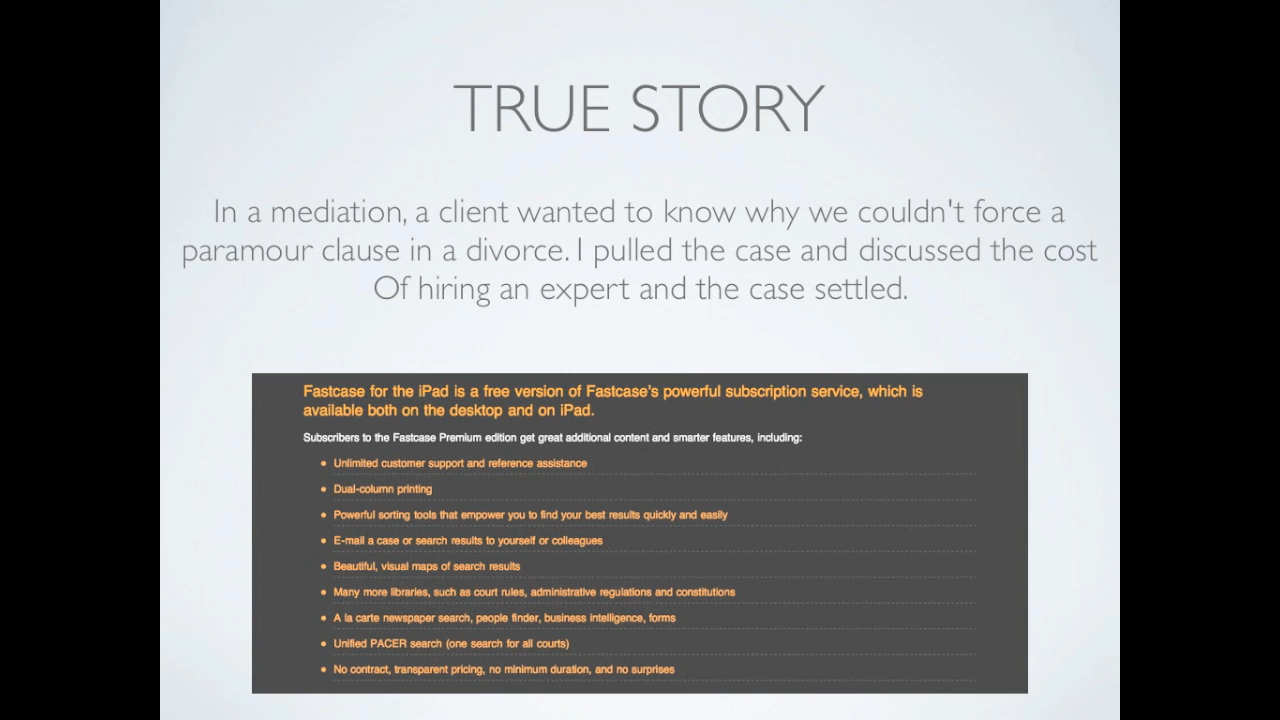 TRUE STORY
In a mediation, a client wanted to know why we couldn't force a
paramour clause in a divorce. I pulled the case and discussed the cost
Of hiring an expert and the case settled.
Fastcase for the iPad is a free version of Fastcase's powerful subscription service, which is
available both on the desktop and on iPad.
Subscribers to the Fastcase Premium edition get great additional content and smarter features, including:
• Unlimited customer support and reference assistance
• Dual-column printing
• Powerful sorting tools that empower you to find your best results quickly and easily
• E-mail a case or search results to yourself or colleagues
• Beautiful, visual maps of search results
• Many more libraries, such as court rules, administrative regulations and constitutions
• A la carte newspaper search, people finder, business intelligence, forms
• Unified PACER search (one search for all courts)
• No contract, transparent pricing, no minimum duration, and no surprises